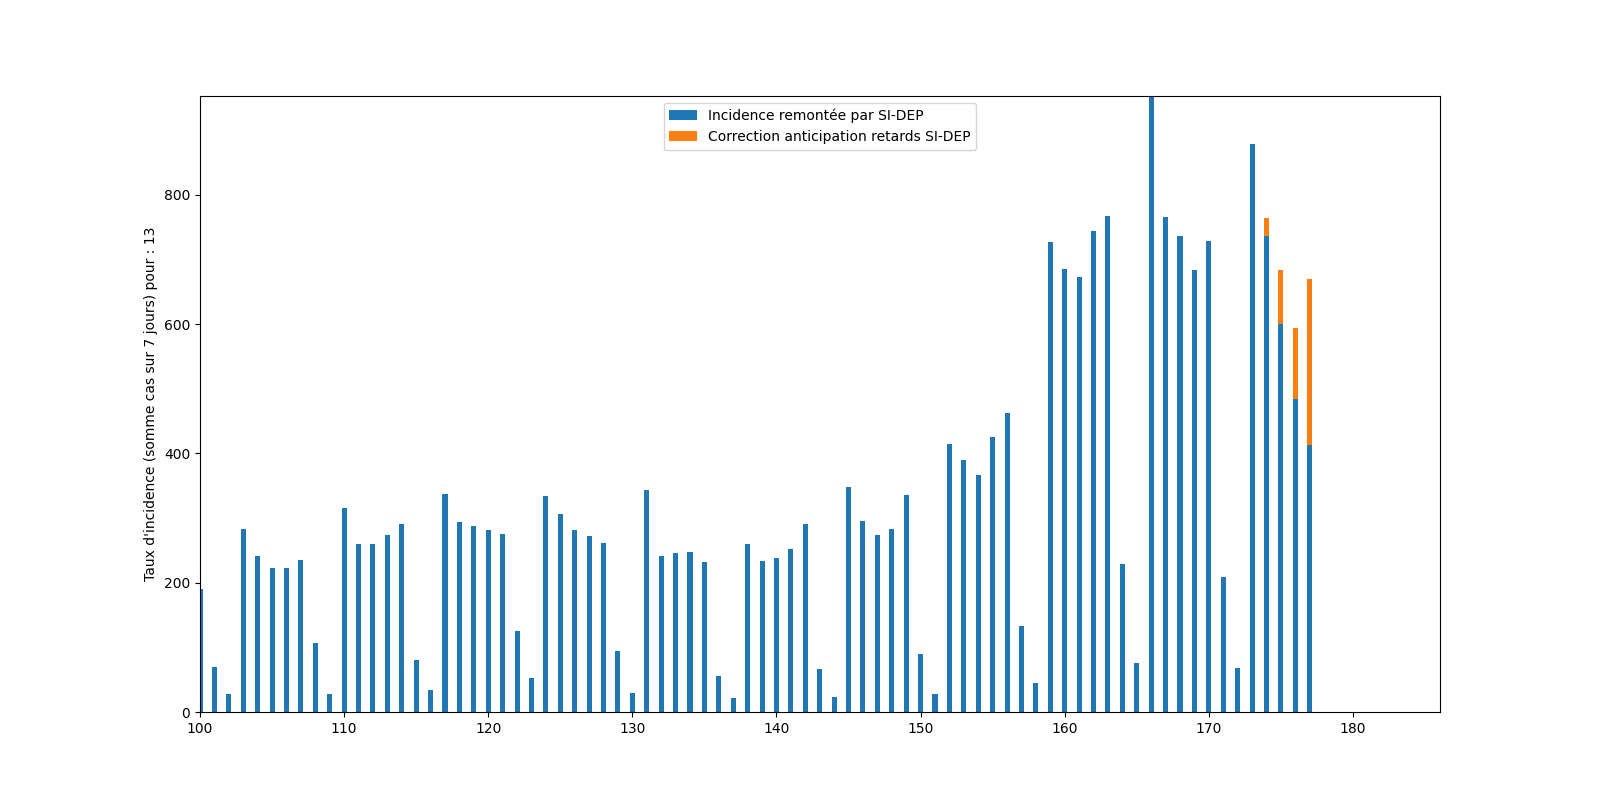 Incidence remontée par SI-DEP
Correction anticipation retards SI-DEP
Taux d'incidence (somme cas sur 7 jours) pour : 13
800
600
400
200
0
100 110 120 130 140 150 160 170 180